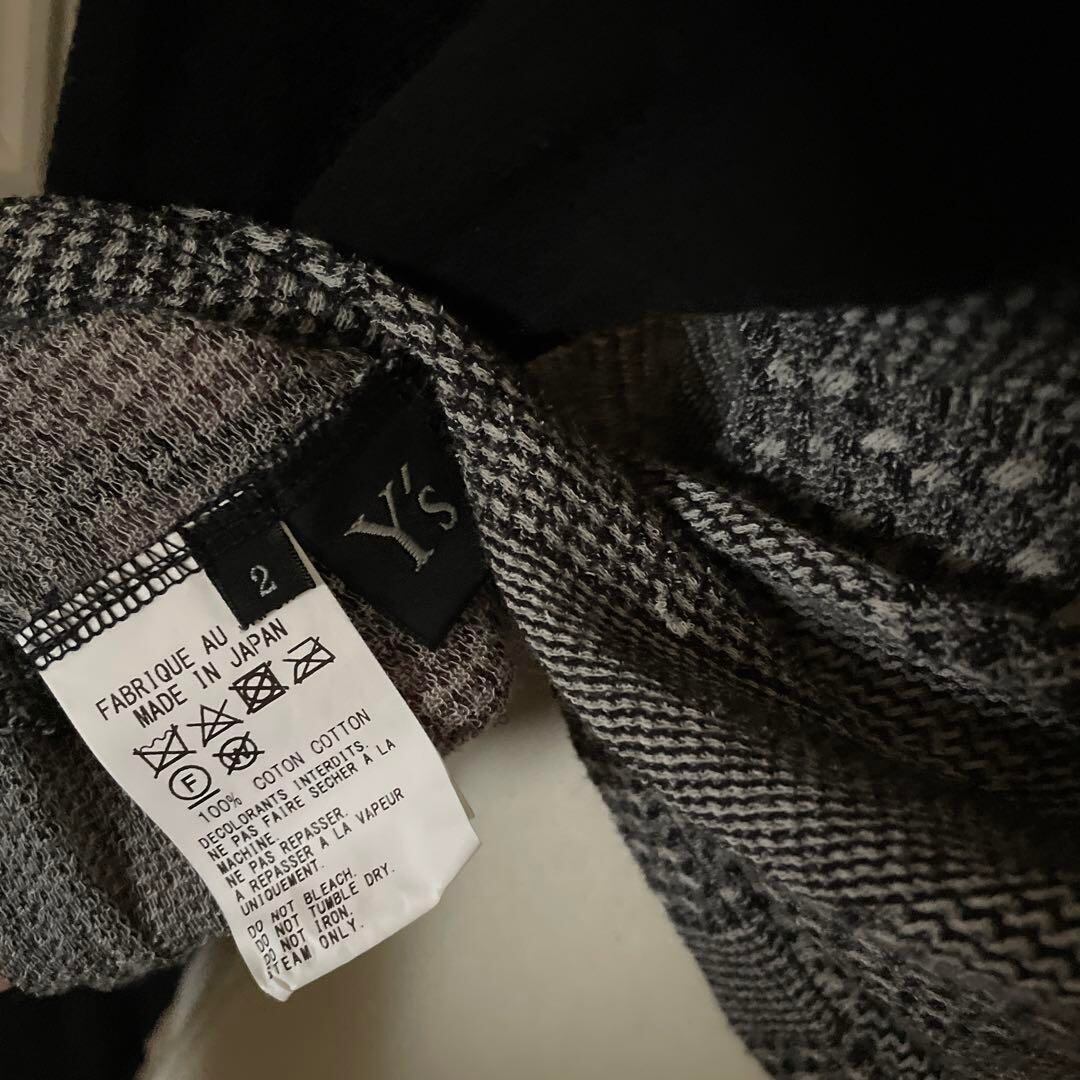 Y's
2
FABRIQUE AU
MADE IN JAPAN
F
W
100% COTON COTTON
DECOLORANTS INTERDITS.
NE PAS FAIRE SECHER A LA
MACHINE.
NE PAS REPASSER.
A REPASSER A LA VAPEUR
UNIQUEMENT.
DO NOT BLEACH.
DO NOT TUMBLE DRY.
DO NOT IRON.
STEAM ONLY.